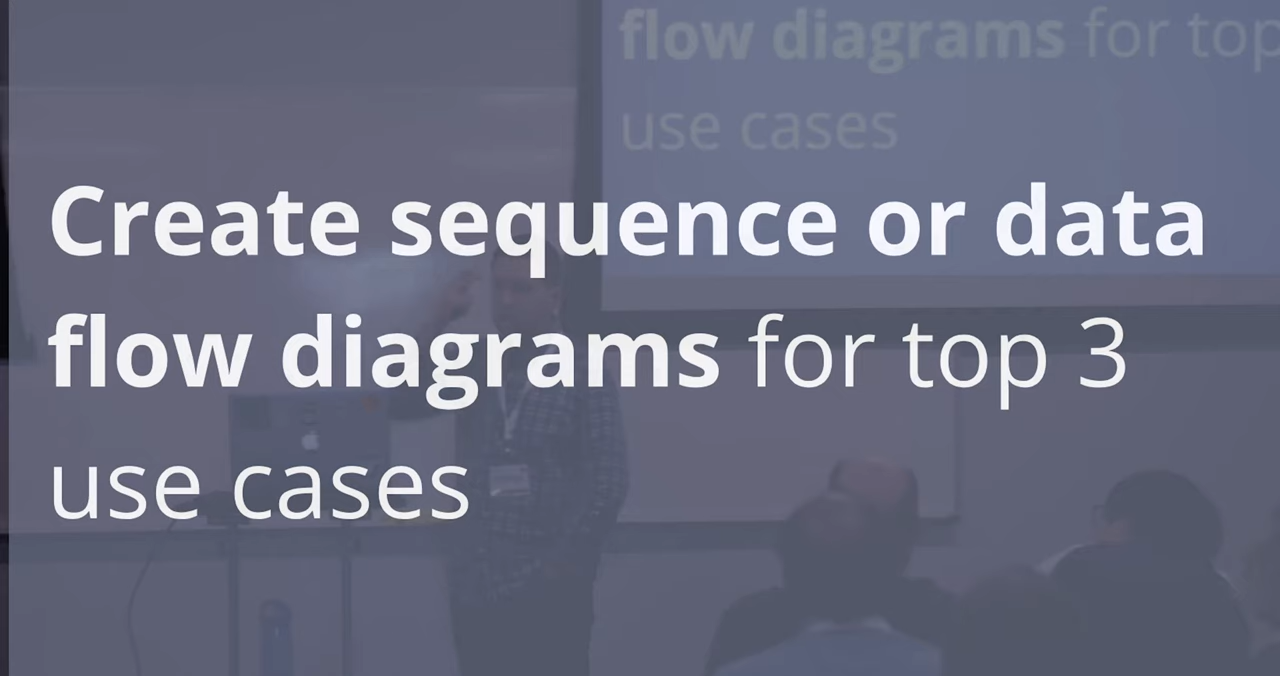 flow diagrams for top
use cases
Create sequence or data
flow diagrams for top 3
use cases